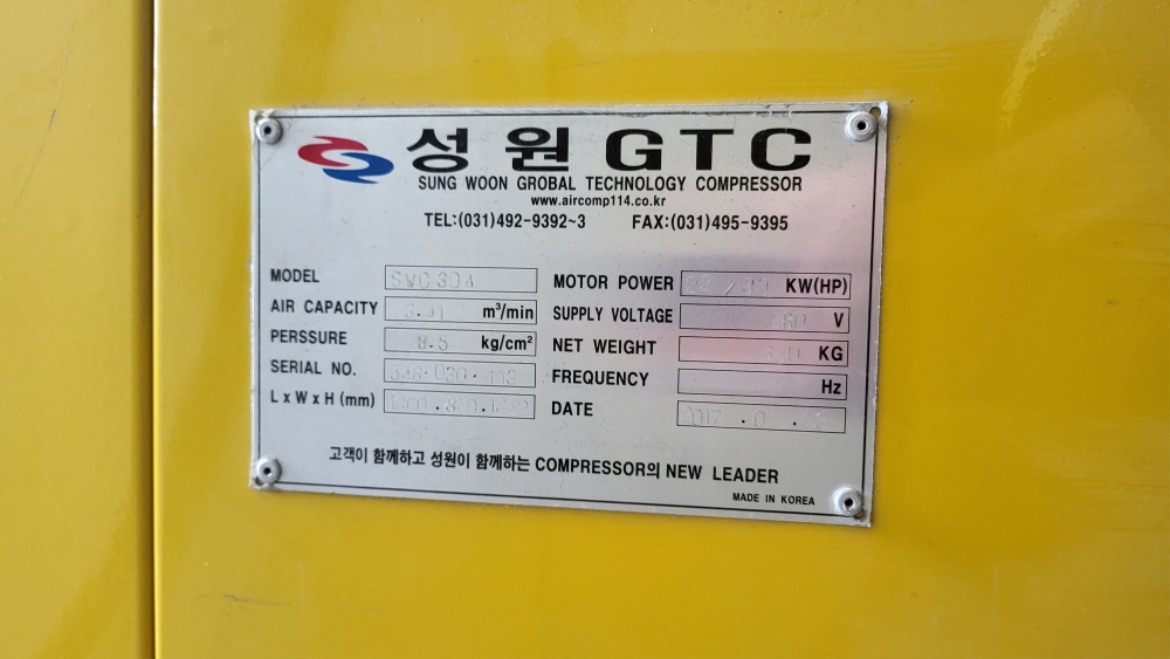 성원 GTC
SUNG WOON GROBAL TECHNOLOGY COMPRESSOR
www.aircomp114.co.kr
TEL:(031)492-9392~3 FAX:(031)495-9395
MODEL SWC30A
AIR CAPACITY m³/min
PERSSURE 8.5 kg/cm²
SERIAL NO.
L x W x H (mm)
MOTOR POWER KW(HP)
SUPPLY VOLTAGE V
NET WEIGHT KG
FREQUENCY Hz
DATE 2017
고객이 함께하고 성원이 함께하는 COMPRESSOR의 NEW LEADER
MADE IN KOREA